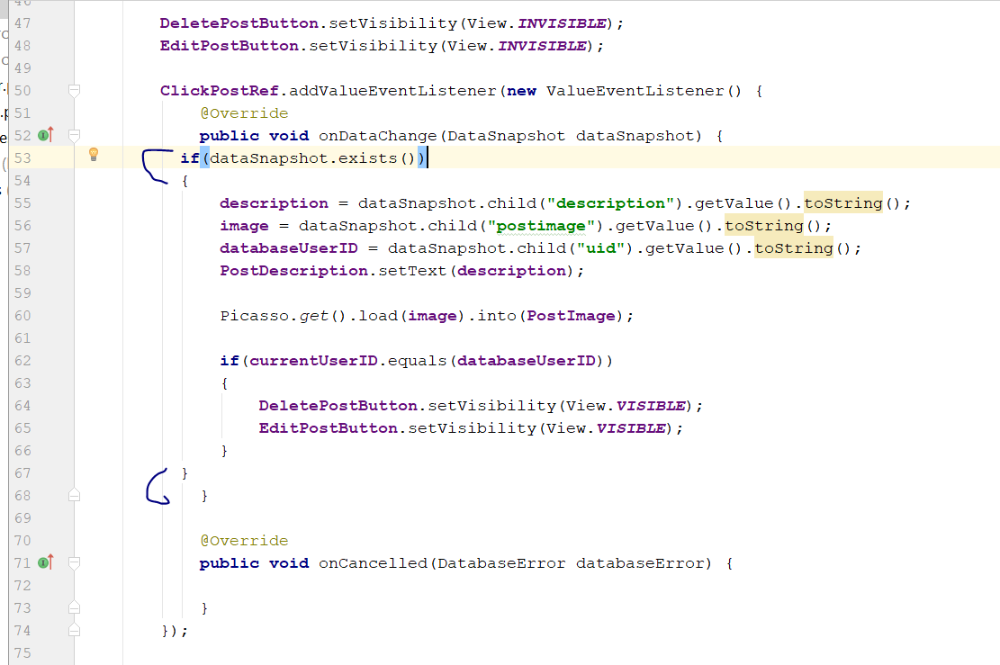 46
47 DeletePostButton.setVisibility(View.INVISIBLE);
48 EditPostButton.setVisibility(View.INVISIBLE);
49
50 ClickPostRef.addValueEventListener(new ValueEventListener() {
51 @Override
52 public void onDataChange(DataSnapshot dataSnapshot) {
53 if(dataSnapshot.exists())
54 {
55 description = dataSnapshot.child("description").getValue().toString();
56 image = dataSnapshot.child("postimage").getValue().toString();
57 databaseUserID = dataSnapshot.child("uid").getValue().toString();
58 PostDescription.setText(description);
59
60 Picasso.get().load(image).into(PostImage);
61
62 if(currentUserID.equals(databaseUserID))
63 {
64 DeletePostButton.setVisibility(View.VISIBLE);
65 EditPostButton.setVisibility(View.VISIBLE);
66 }
67 }
68 }
69
70 @Override
71 public void onCancelled(DatabaseError databaseError) {
72
73 }
74 });
75